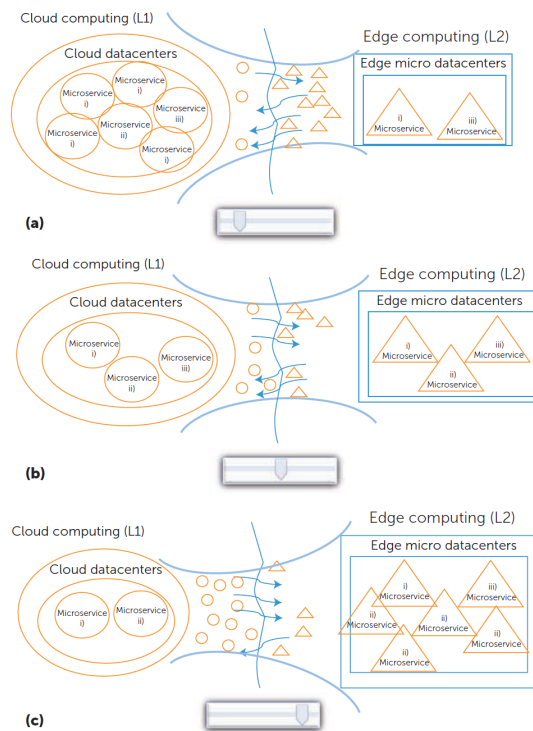 Cloud computing (L1)
Cloud datacenters
Microservice
i)
Microservice
i)
Microservice
iii)
Microservice
ii)
Microservice
i)
Microservice
i)
Edge computing (L2)
Edge micro datacenters
i)
Microservice
iii)
Microservice
(a)
Cloud computing (L1)
Cloud datacenters
Microservice
i)
Microservice
iii)
Microservice
ii)
Edge computing (L2)
Edge micro datacenters
i)
Microservice
iii)
Microservice
ii)
Microservice
(b)
Cloud computing (L1)
Cloud datacenters
Microservice
i)
Microservice
ii)
Edge computing (L2)
Edge micro datacenters
i)
Microservice
iii)
Microservice
ii)
Microservice
ii)
Microservice
ii)
Microservice
ii)
Microservice
(c)